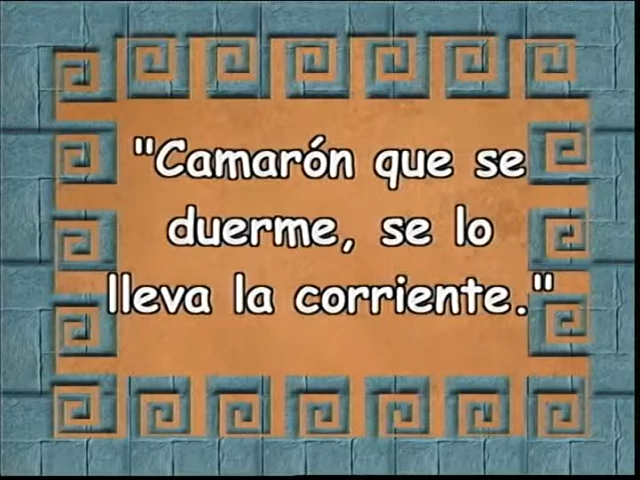 "Camarón que se
duerme, se lo
lleva la corriente."